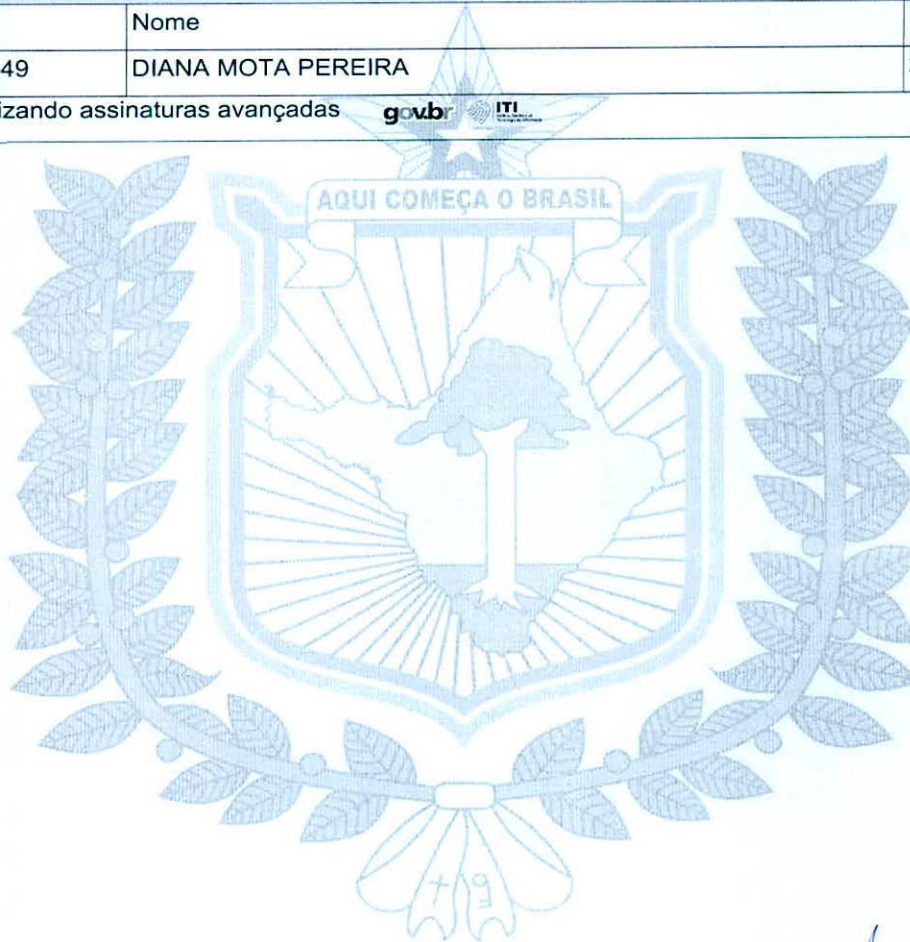 Nome
49 DIANA MOTA PEREIRA
izando assinaturas avançadas gov.br ITI
AQUI COMEÇA O BRASIL